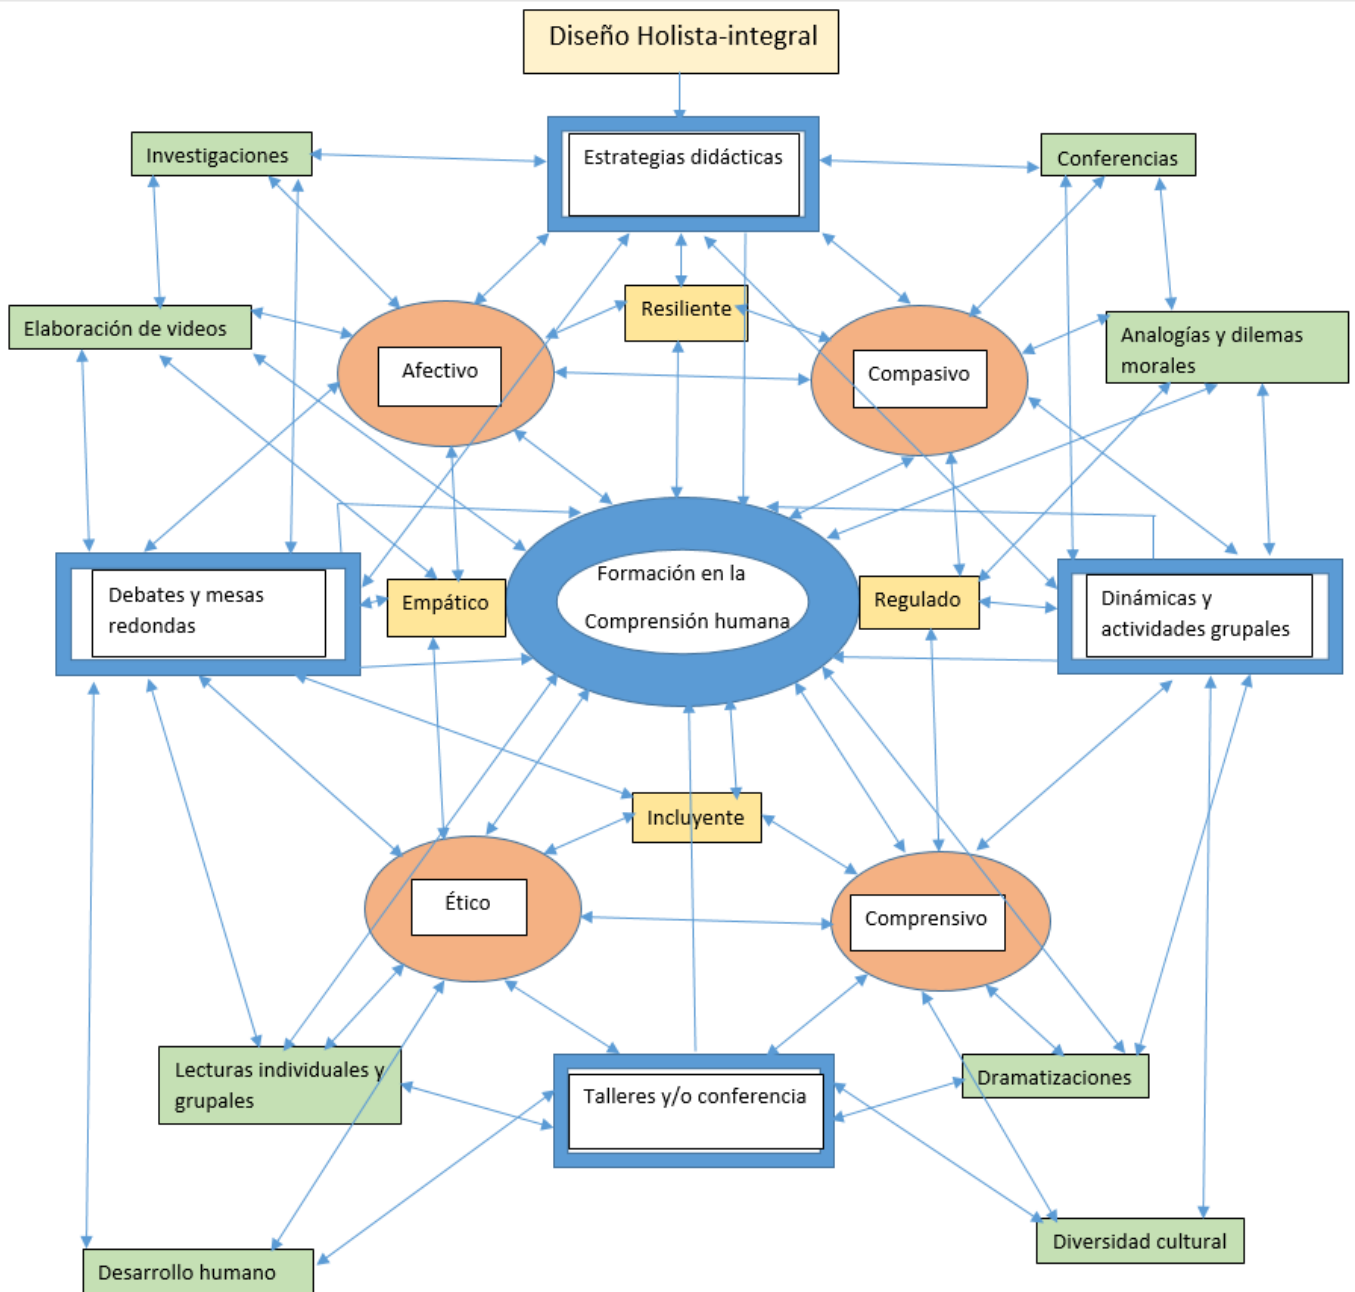 Diseño Holista-integral
Estrategias didácticas
Investigaciones
Conferencias
Elaboración de videos
Resiliente
Analogías y dilemas
morales
Afectivo
Compasivo
Debates y mesas
redondas
Empático
Formación en la
Comprensión humana
Regulado
Dinámicas y
actividades grupales
Incluyente
Ético
Comprensivo
Lecturas individuales y
grupales
Talleres y/o conferencia
Dramatizaciones
Diversidad cultural
Desarrollo humano